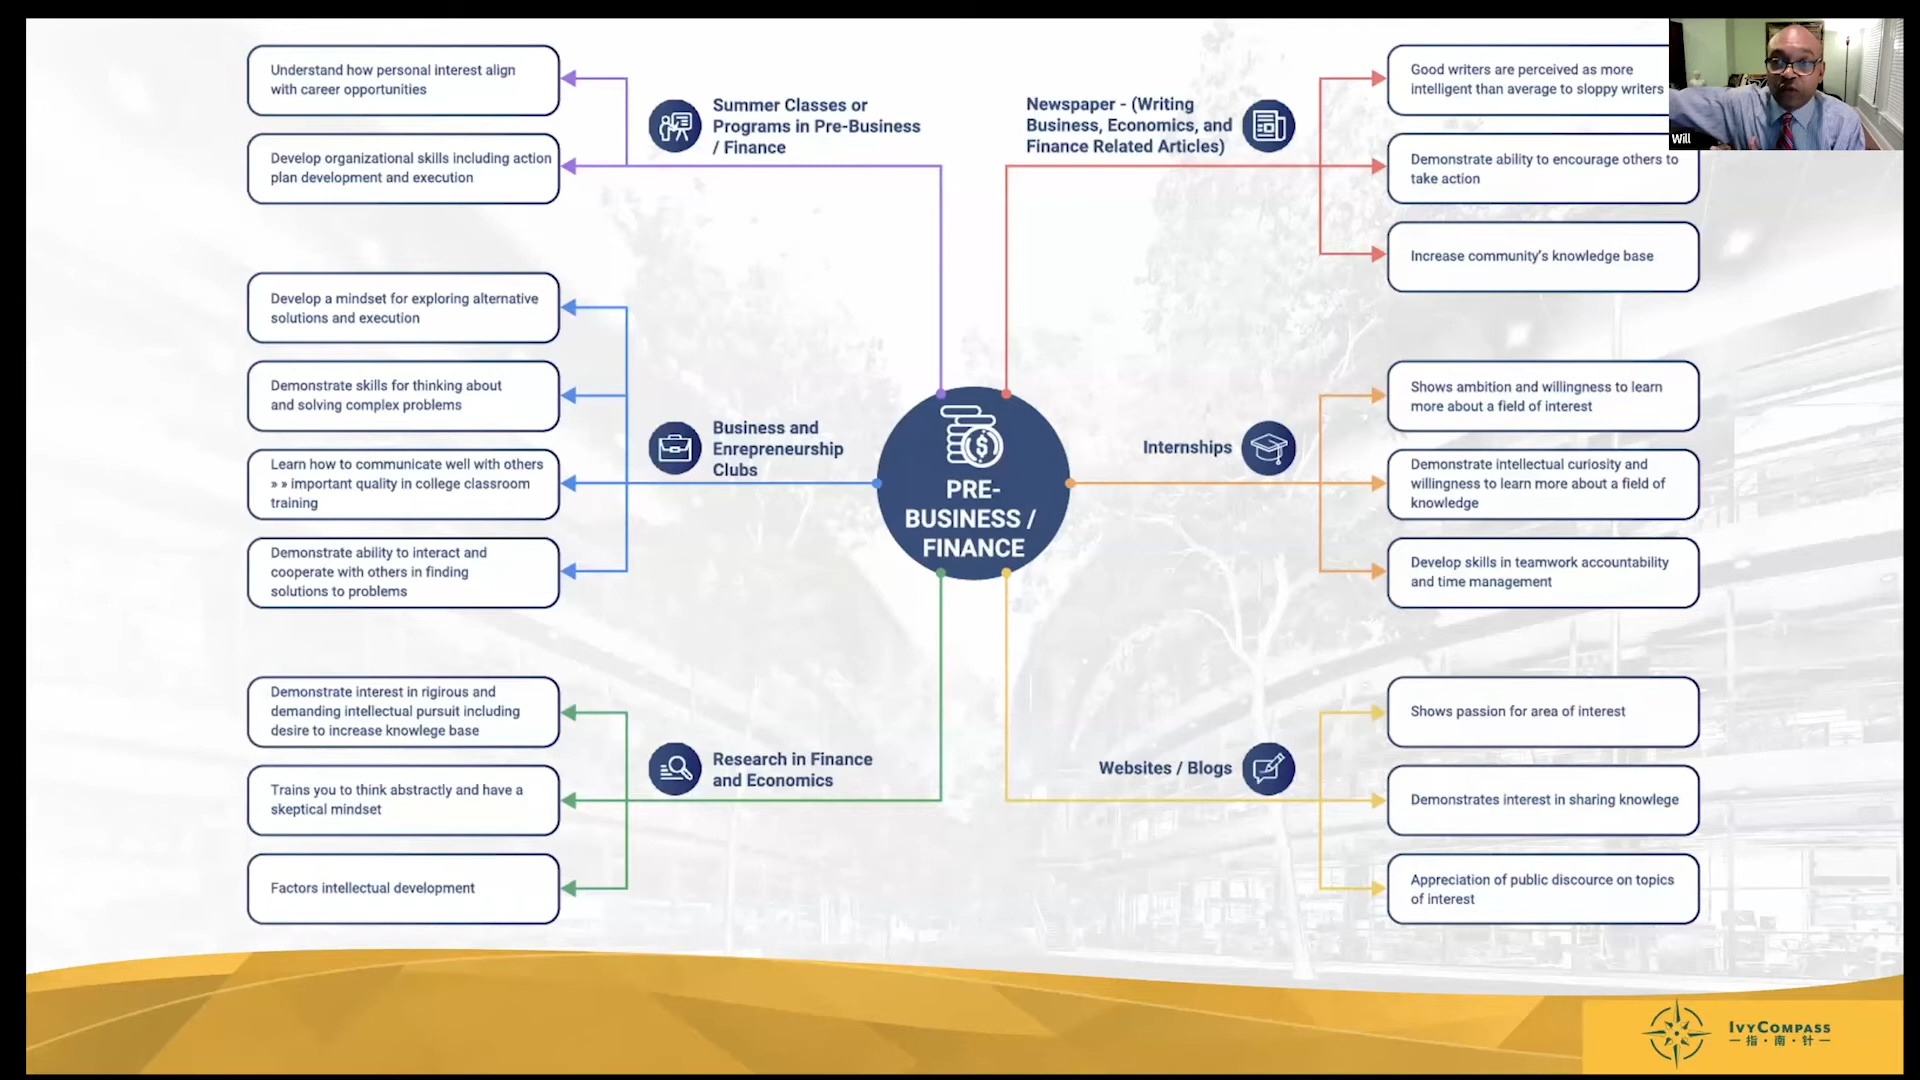 Understand how personal interest align
with career opportunities
Develop organizational skills including action
plan development and execution
Summer Classes or
Programs in Pre-Business
/ Finance
Newspaper - (Writing
Business, Economics, and
Finance Related Articles)
Good writers are perceived as more
intelligent than average to sloppy writers
Demonstrate ability to encourage others to
take action
Increase community's knowledge base
Will
Develop a mindset for exploring alternative
solutions and execution
Demonstrate skills for thinking about
and solving complex problems
Learn how to communicate well with others
» » important quality in college classroom
training
Demonstrate ability to interact and
cooperate with others in finding
solutions to problems
Business and
Enrepreneurship
Clubs
PRE-
BUSINESS /
FINANCE
Internships
Shows ambition and willingness to learn
more about a field of interest
Demonstrate intellectual curiosity and
willingness to learn more about a field of
knowledge
Develop skills in teamwork accountability
and time management
Demonstrate interest in rigirous and
demanding intellectual pursuit including
desire to increase knowlege base
Trains you to think abstractly and have a
skeptical mindset
Factors intellectual development
Research in Finance
and Economics
Websites / Blogs
Shows passion for area of interest
Demonstrates interest in sharing knowlege
Appreciation of public discource on topics
of interest
IVYCOMPASS
指·南·针